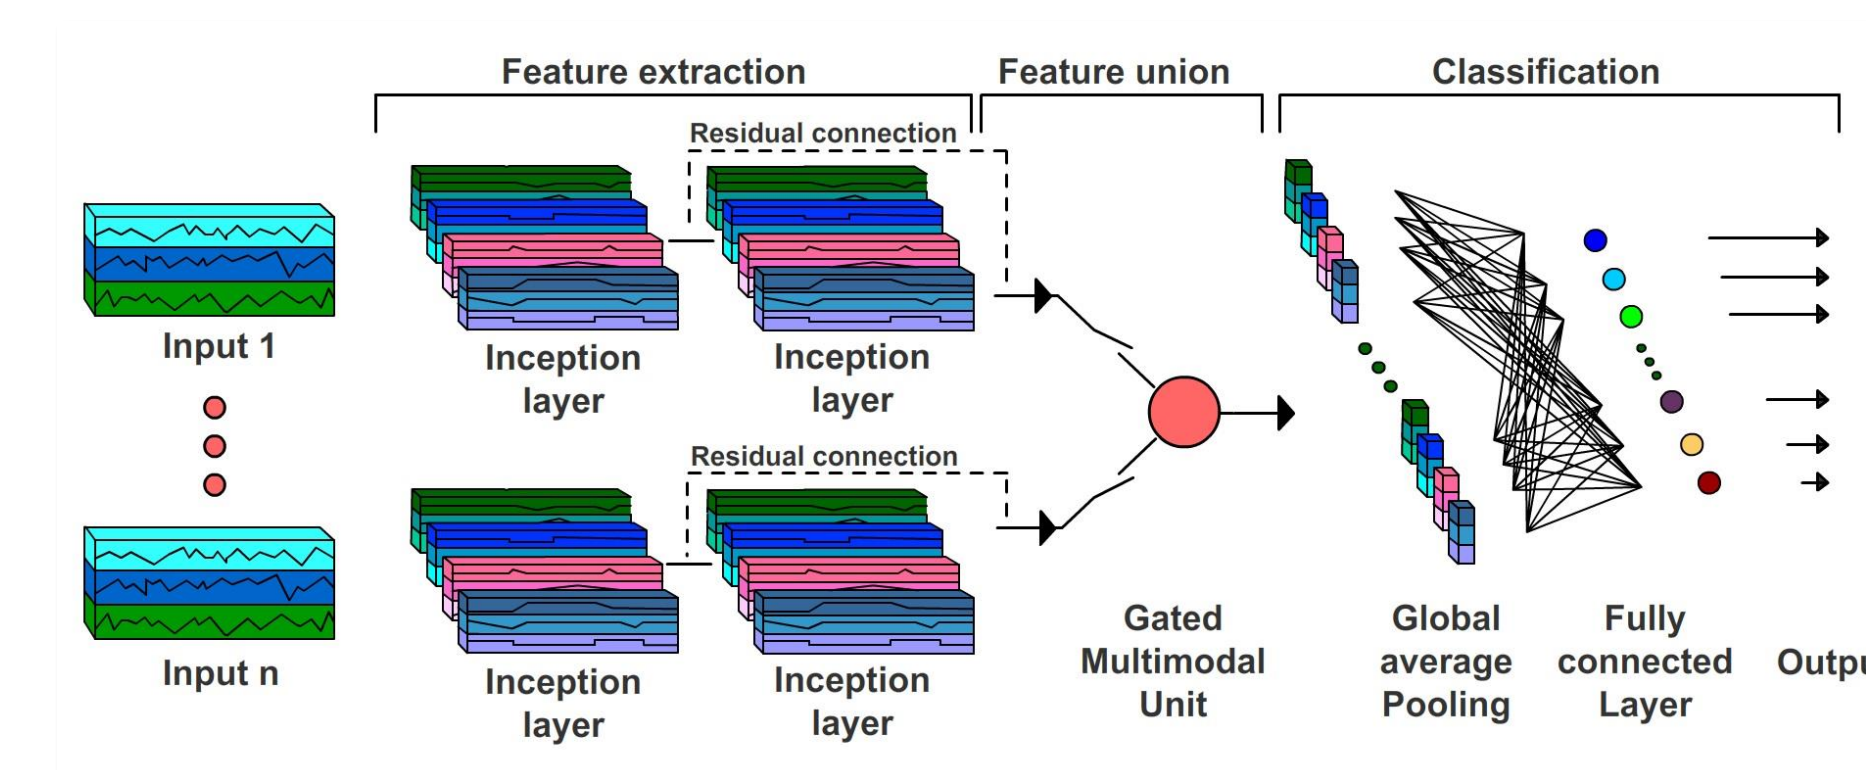 Feature extraction
Feature union
Classification
Residual connection
Input 1
Inception
layer
Inception
layer
Residual connection
Input n
Inception
layer
Inception
layer
Gated
Multimodal
Unit
Global
average
Pooling
Fully
connected
Layer
Outpu